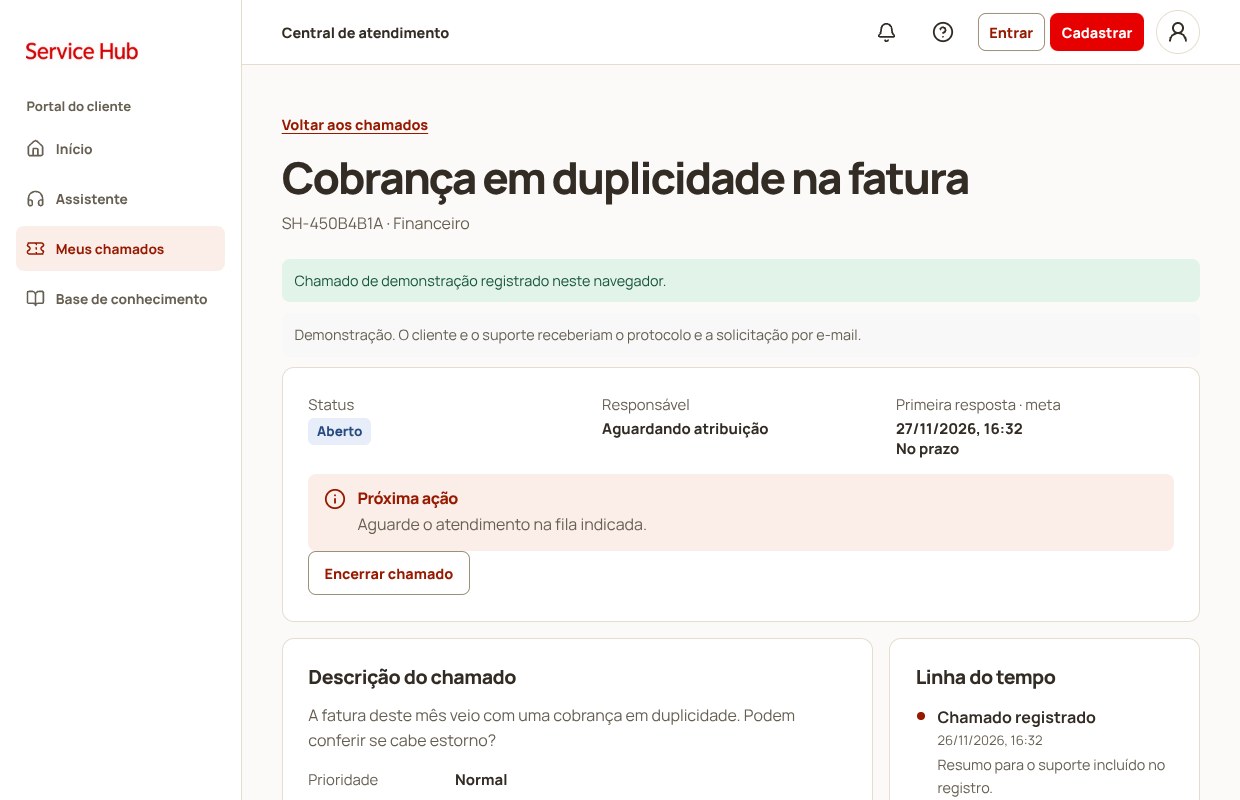 Service Hub
Portal do cliente
Início
Assistente
Meus chamados
Base de conhecimento
Central de atendimento
Entrar
Cadastrar
Voltar aos chamados
Cobrança em duplicidade na fatura
SH-450B4B1A · Financeiro
Chamado de demonstração registrado neste navegador.
Demonstração. O cliente e o suporte receberiam o protocolo e a solicitação por e-mail.
Status
Aberto
Responsável
Aguardando atribuição
Primeira resposta · meta
27/11/2026, 16:32
No prazo
Próxima ação
Aguarde o atendimento na fila indicada.
Encerrar chamado
Descrição do chamado
A fatura deste mês veio com uma cobrança em duplicidade. Podem
conferir se cabe estorno?
Prioridade
Normal
Linha do tempo
Chamado registrado
26/11/2026, 16:32
Resumo para o suporte incluído no
registro.